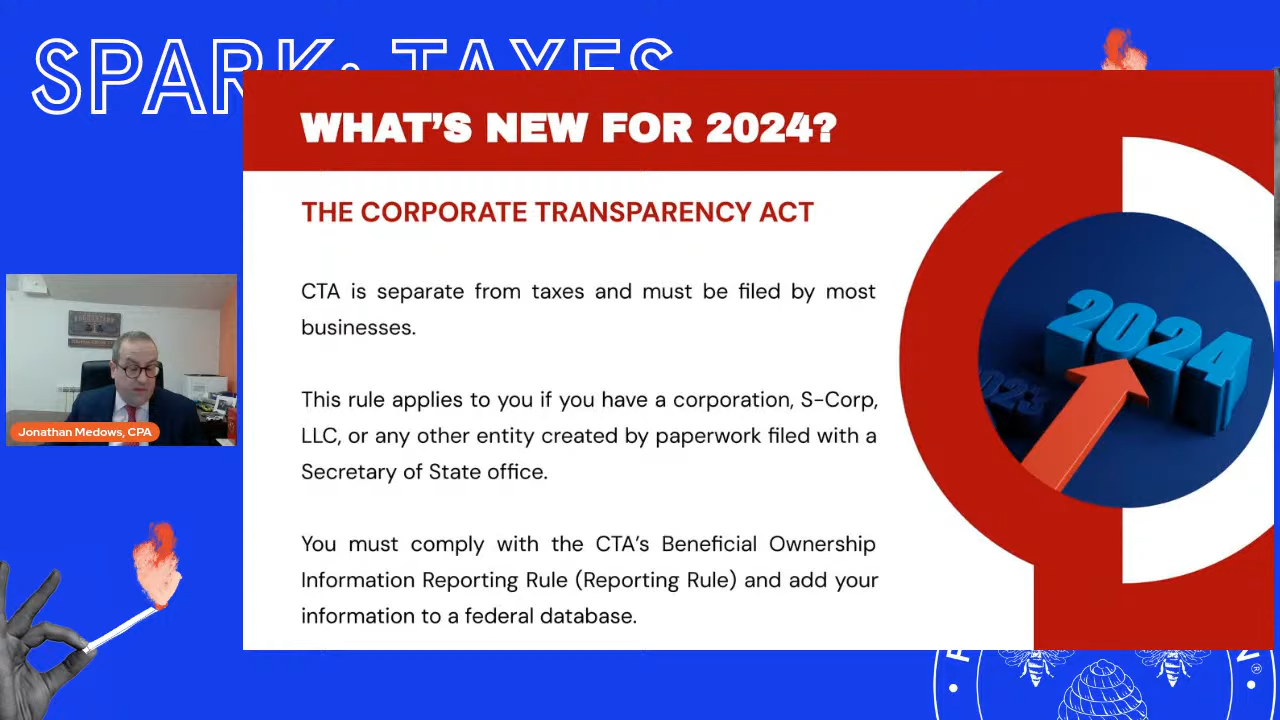 SPARK: TAXES
WHAT'S NEW FOR 2024?
THE CORPORATE TRANSPARENCY ACT
CTA is separate from taxes and must be filed by most
businesses.
This rule applies to you if you have a corporation, S-Corp,
LLC, or any other entity created by paperwork filed with a
Secretary of State office.
You must comply with the CTA's Beneficial Ownership
Information Reporting Rule (Reporting Rule) and add your
information to a federal database.
2024
2023
Jonathan Medows, CPA